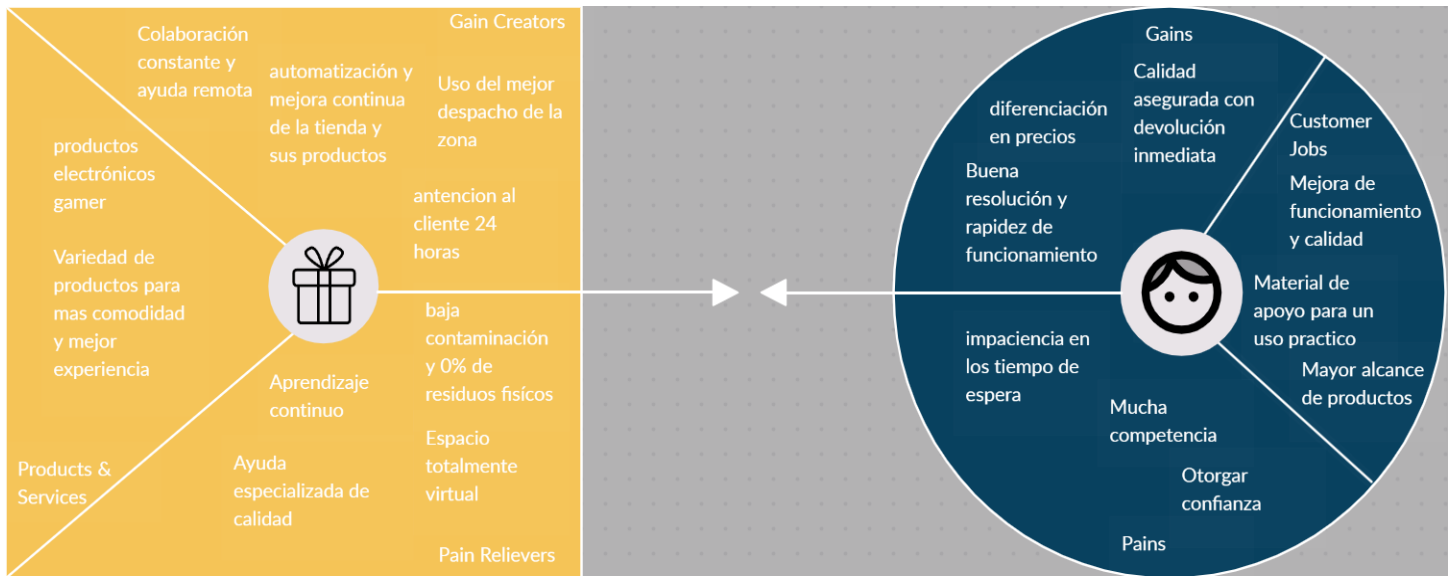 Gain Creators
Colaboración
constante y
ayuda remota
automatización y
mejora continua
de la tienda y
sus productos
Uso del mejor
despacho de la
zona
antencion al
cliente 24
horas
productos
electrónicos
gamer
Variedad de
productos para
mas comodidad
y mejor
experiencia
Products &
Services
baja
contaminación
y 0% de
residuos fisícos
Aprendizaje
continuo
Espacio
totalmente
virtual
Ayuda
especializada de
calidad
Pain Relievers
Gains
Calidad
asegurada con
devolución
inmediata
diferenciación
en precios
Buena
resolución y
rapidez de
funcionamiento
Customer
Jobs
Mejora de
funcionamiento
y calidad
Material de
apoyo para un
uso practico
Mayor alcance
de productos
impaciencia en
los tiempo de
espera
Mucha
competencia
Otorgar
confianza
Pains